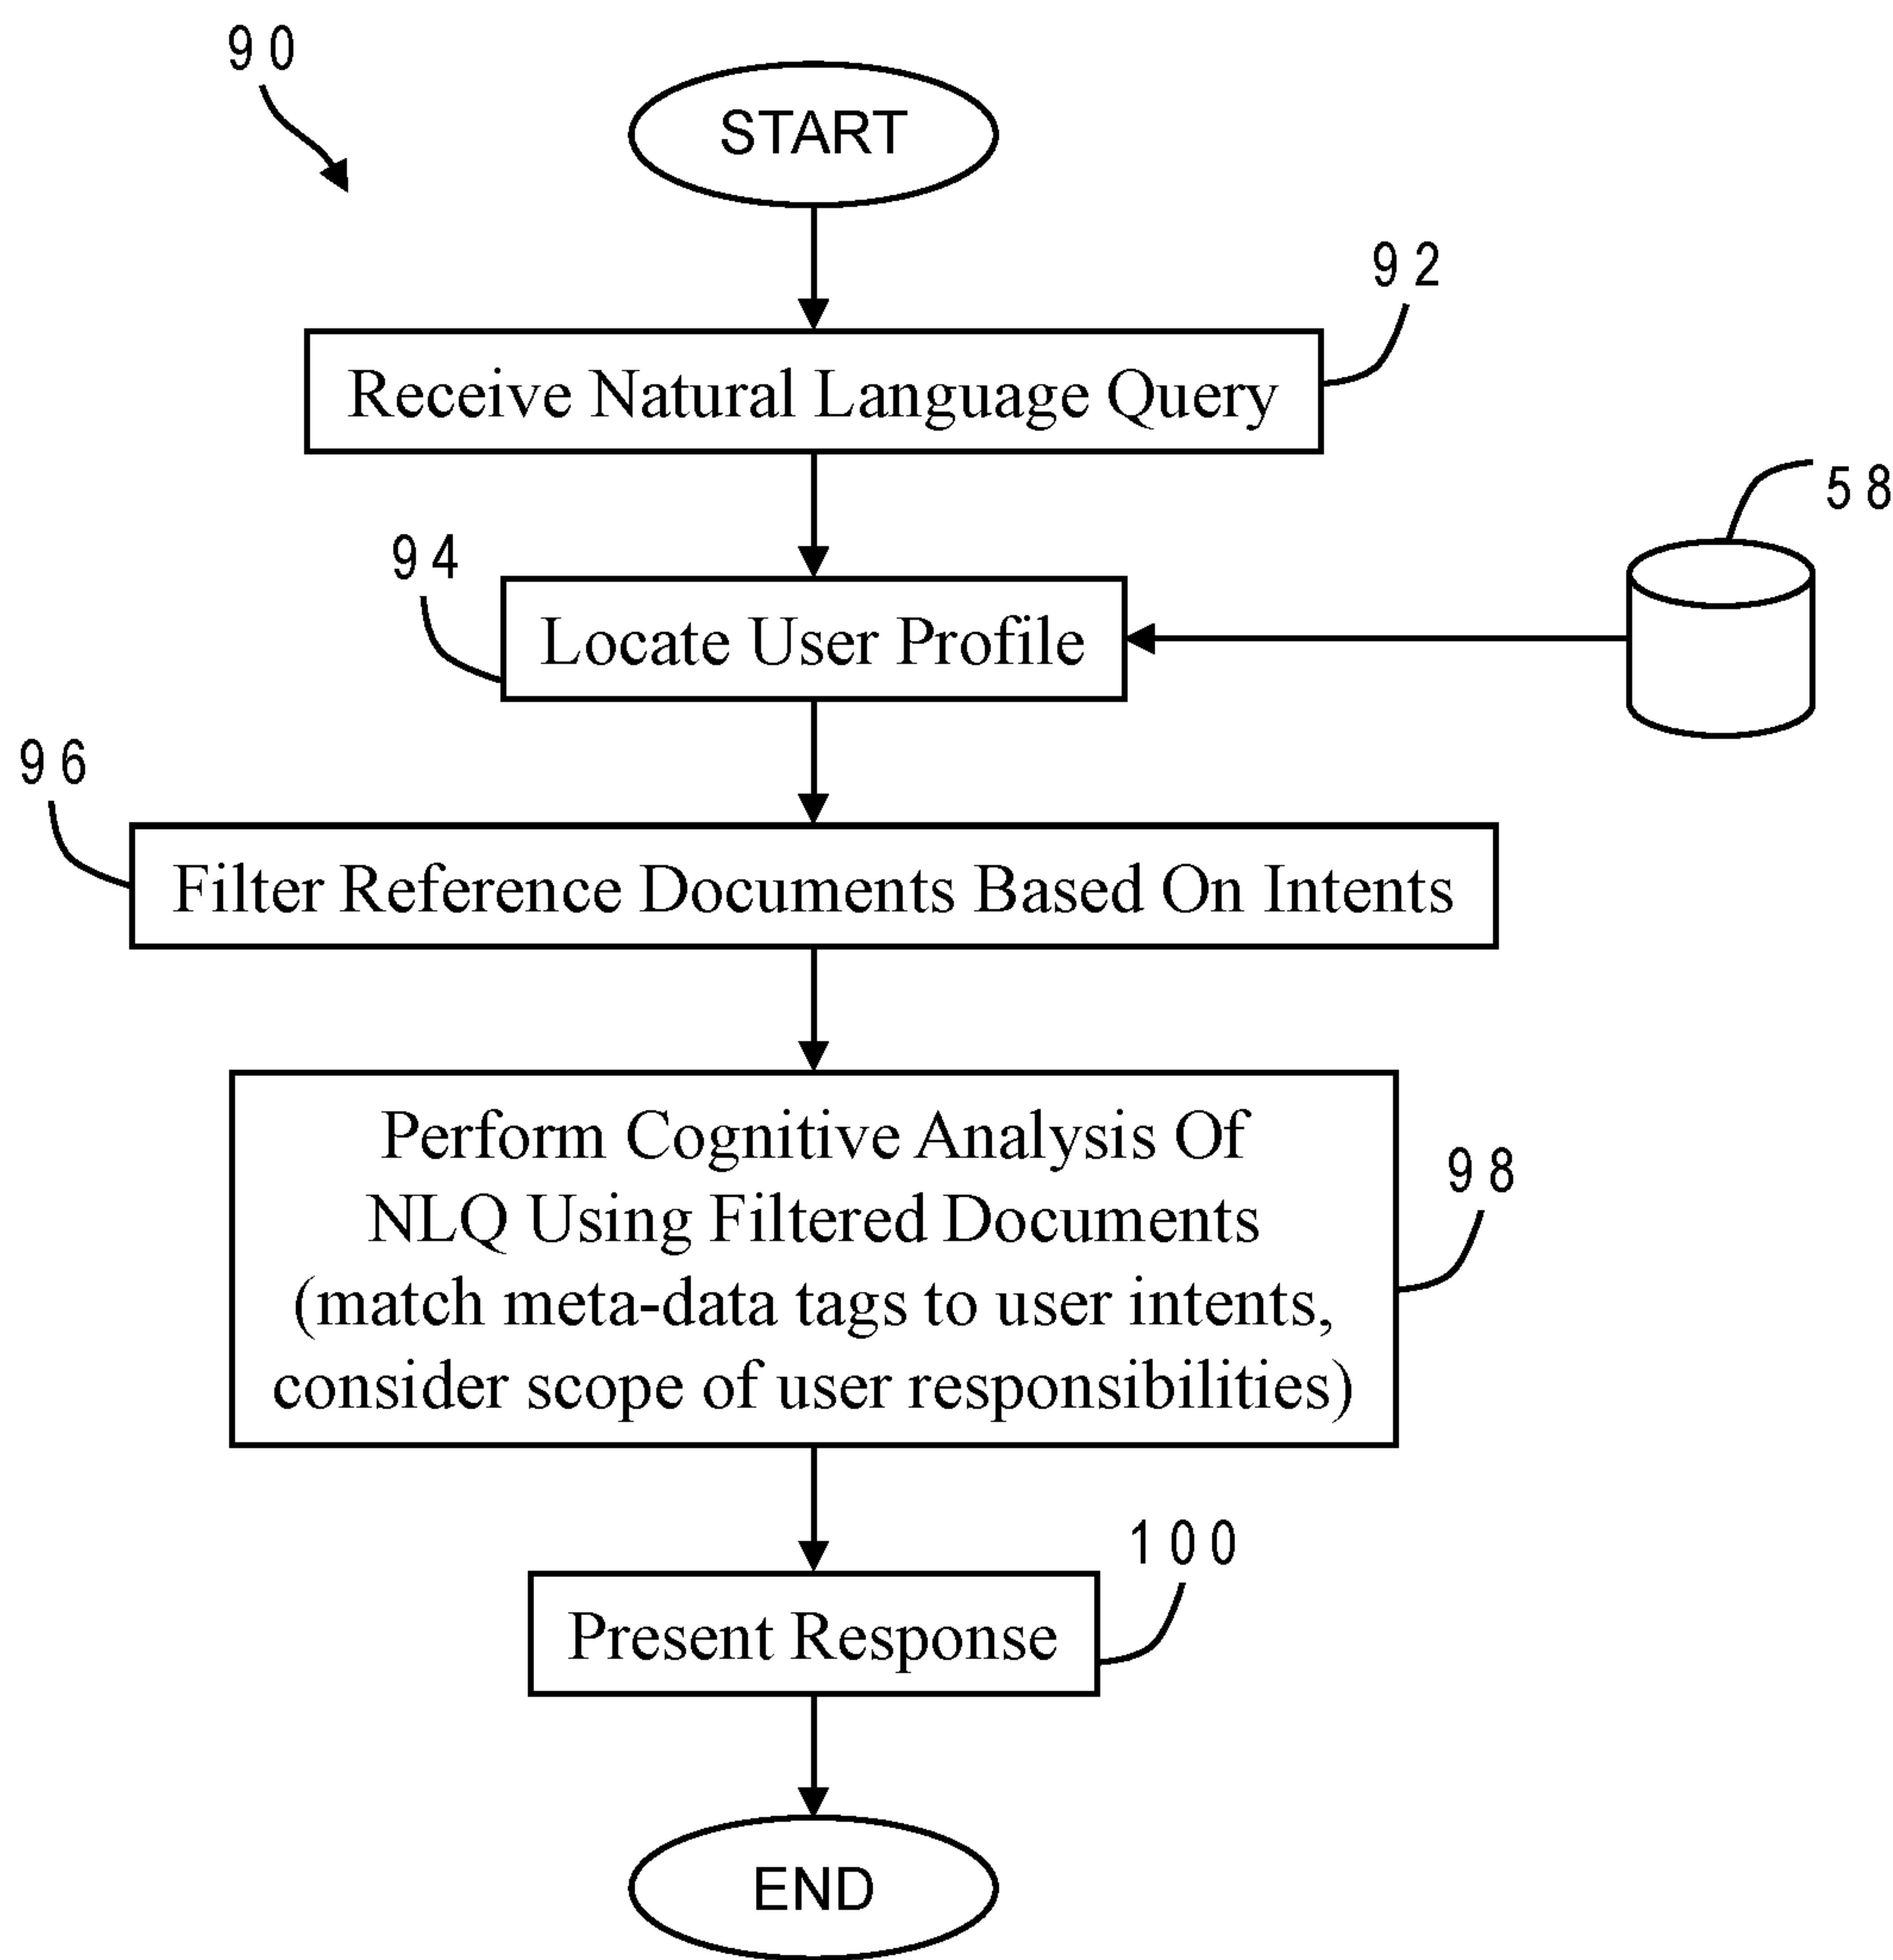 90
START
92
Receive Natural Language Query
58
94
Locate User Profile
96
Filter Reference Documents Based On Intents
Perform Cognitive Analysis Of
NLQ Using Filtered Documents
(match meta-data tags to user intents,
consider scope of user responsibilities)
98
100
Present Response
END